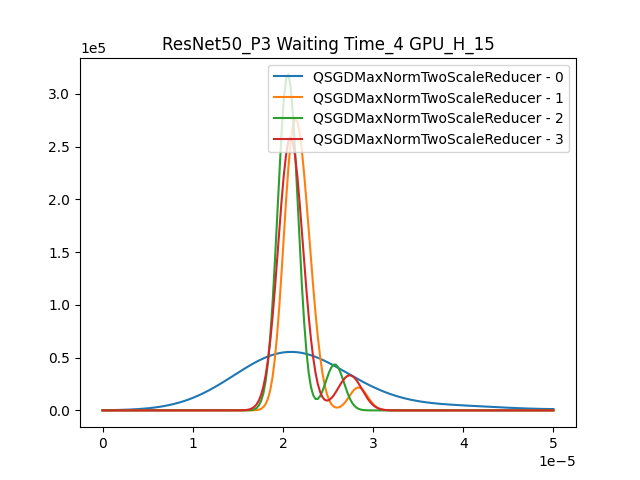 ResNet50_P3 Waiting Time_4 GPU_H_15
1e5
QSGDMaxNormTwoScaleReducer - 0
QSGDMaxNormTwoScaleReducer - 1
QSGDMaxNormTwoScaleReducer - 2
QSGDMaxNormTwoScaleReducer - 3
3.0
2.5
2.0
1.5
1.0
0.5
0.0
0 1 2 3 4 5
1e−5